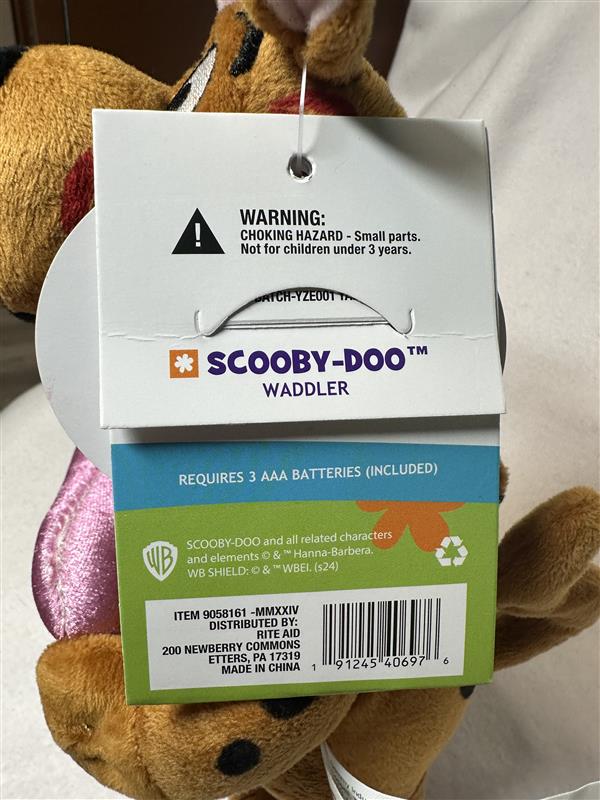 WARNING:
CHOKING HAZARD - Small parts.
Not for children under 3 years.
BATCH-YZE001
SCOOBY-DOO™
WADDLER
REQUIRES 3 AAA BATTERIES (INCLUDED)
WB
SCOOBY-DOO and all related characters
and elements © & ™ Hanna-Barbera.
WB SHIELD: © & ™ WBEI. (s24)
ITEM 9058161 -MMXXIV
DISTRIBUTED BY:
RITE AID
200 NEWBERRY COMMONS
ETTERS, PA 17319
MADE IN CHINA
1 91245 40697 6